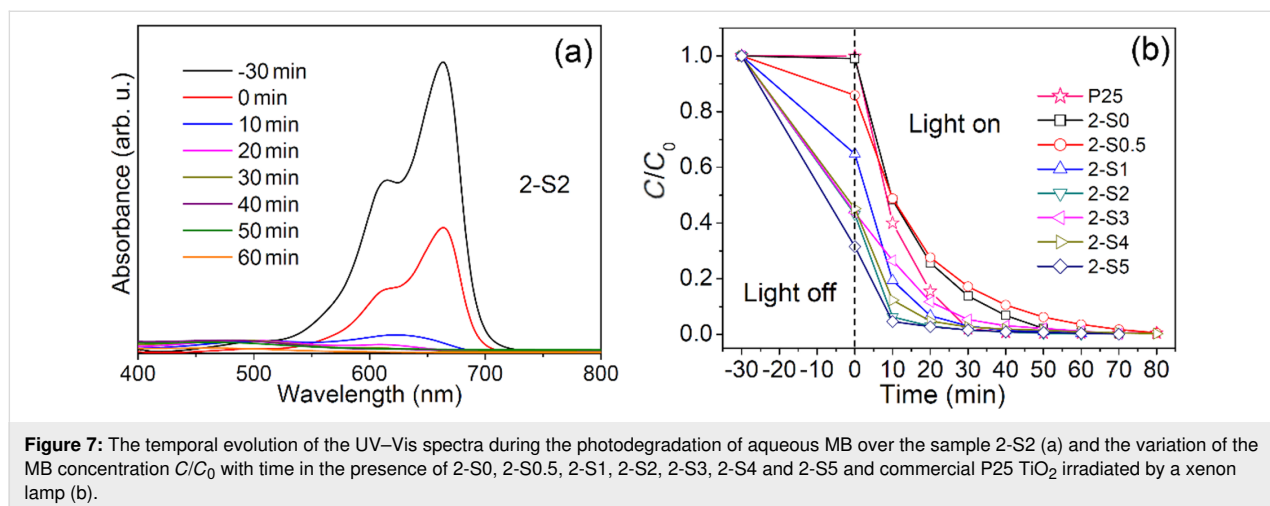 (a)
-30 min
0 min
10 min
20 min
30 min
40 min
50 min
60 min
2-S2
Absorbance (arb. u.)
400 500 600 700 800
Wavelength (nm)
(b)
1.0
0.8
0.6
0.4
0.2
0.0
C/C0
Light on
Light off
P25
2-S0
2-S0.5
2-S1
2-S2
2-S3
2-S4
2-S5
-30 -20 -10 0 10 20 30 40 50 60 70 80
Time (min)
Figure 7: The temporal evolution of the UV–Vis spectra during the photodegradation of aqueous MB over the sample 2-S2 (a) and the variation of the
MB concentration C/C0 with time in the presence of 2-S0, 2-S0.5, 2-S1, 2-S2, 2-S3, 2-S4 and 2-S5 and commercial P25 TiO2 irradiated by a xenon
lamp (b).